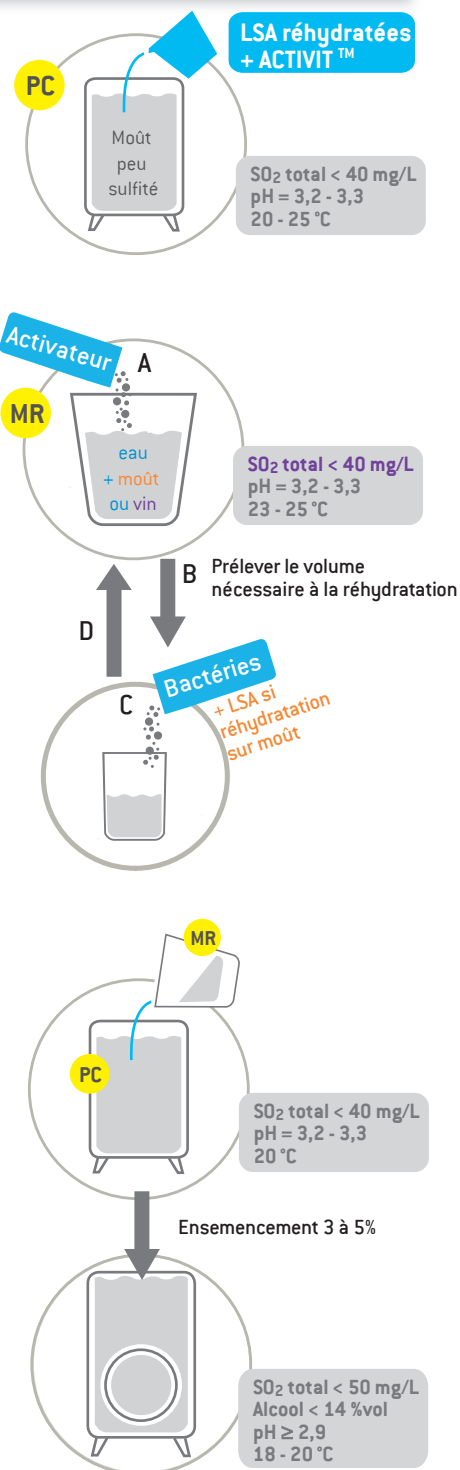 LSA réhydratées
+ ACTIVIT ™
PC
Moût
peu
sulfité
SO2 total < 40 mg/L
pH = 3,2 - 3,3
20 - 25 °C
Activateur
A
MR
eau
+ moût
ou vin
SO2 total < 40 mg/L
pH = 3,2 - 3,3
23 - 25 °C
B
Prélever le volume
nécessaire à la réhydratation
D
Bactéries
C
+ LSA si
réhydratation
sur moût
MR
PC
SO2 total < 40 mg/L
pH = 3,2 - 3,3
20 °C
Ensemencement 3 à 5%
SO2 total < 50 mg/L
Alcool < 14 %vol
pH ≥ 2,9
18 - 20 °C